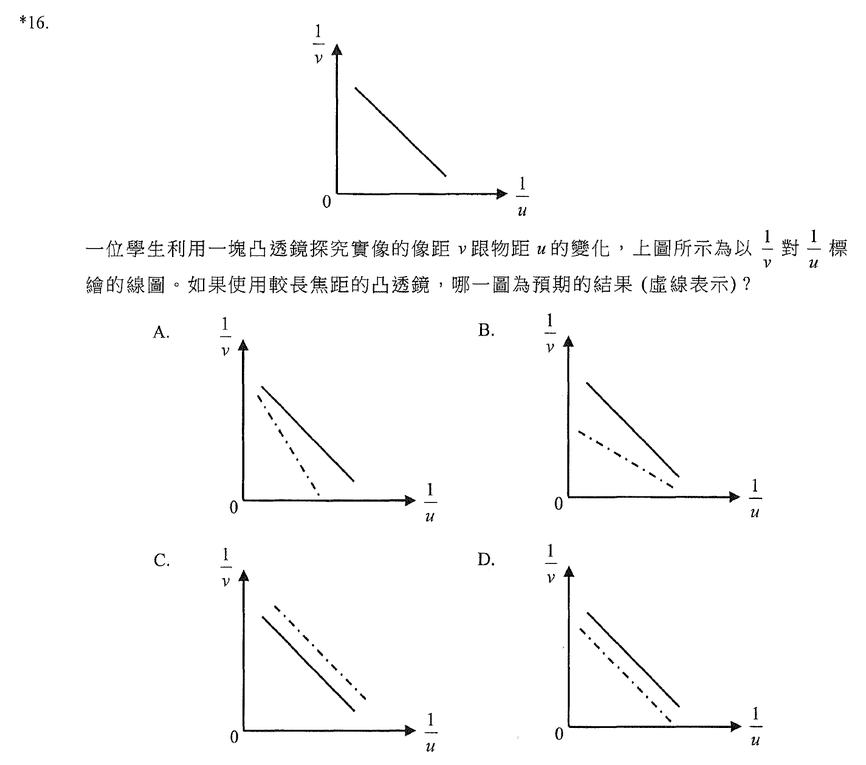 *16.
1/v
0
1/u
一位學生利用一塊凸透鏡探究實像的像距 v 跟物距 u 的變化，上圖所示為以 1/v 對 1/u 標
繪的線圖。如果使用較長焦距的凸透鏡，哪一圖為預期的結果 (虛線表示)？
A.
1/v
0
1/u
B.
1/v
0
1/u
C.
1/v
0
1/u
D.
1/v
0
1/u